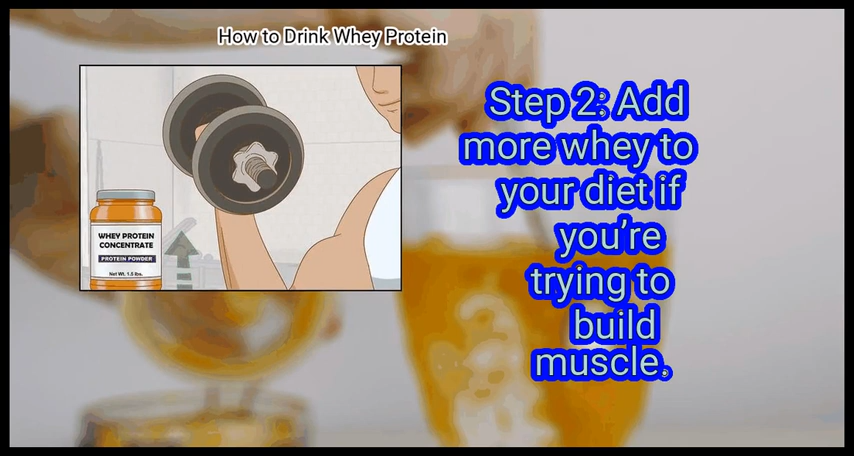 How to Drink Whey Protein
WHEY PROTEIN
CONCENTRATE
PROTEIN POWDER
Net Wt. 1.5 lbs.
Step 2: Add
more whey to
your diet if
you’re
trying to
build
muscle.